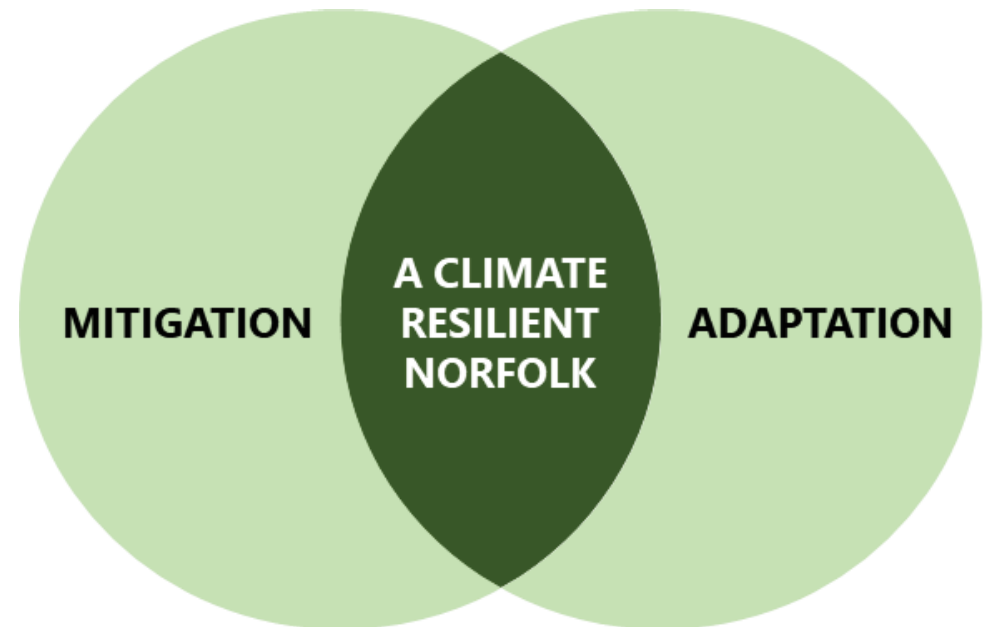 MITIGATION
A CLIMATE
RESILIENT
NORFOLK
ADAPTATION